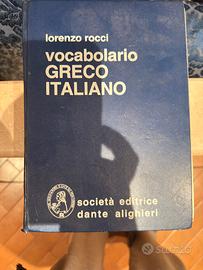 lorenzo rocci
vocabolario
GRECO
ITALIANO
società editrice
dante alighieri